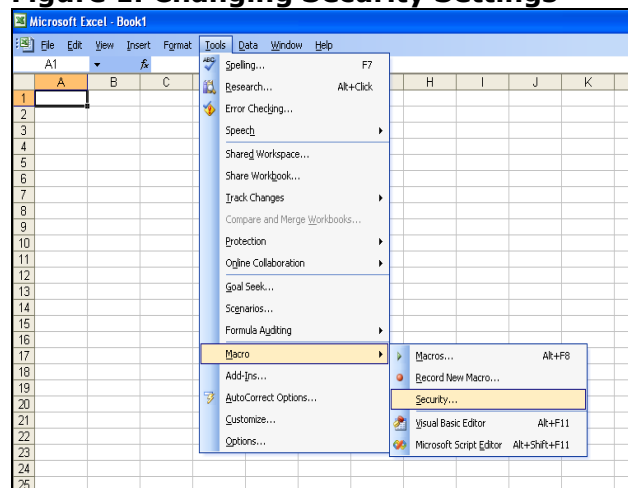 Figure 1: Changing Security Settings
Microsoft Excel - Book1
File Edit View Insert Format Tools Data Window Help
A1 fx
A B C H I J K
Spelling... F7
Research... Alt+Click
Error Checking...
Speech
Shared Workspace...
Share Workbook...
Track Changes
Compare and Merge Workbooks...
Protection
Online Collaboration
Goal Seek...
Scenarios...
Formula Auditing
Macro
Add-Ins...
AutoCorrect Options...
Customize...
Options...
Macros... Alt+F8
Record New Macro...
Security...
Visual Basic Editor Alt+F11
Microsoft Script Editor Alt+Shift+F11
1
2
3
4
5
6
7
8
9
10
11
12
13
14
15
16
17
18
19
20
21
22
23
24
25